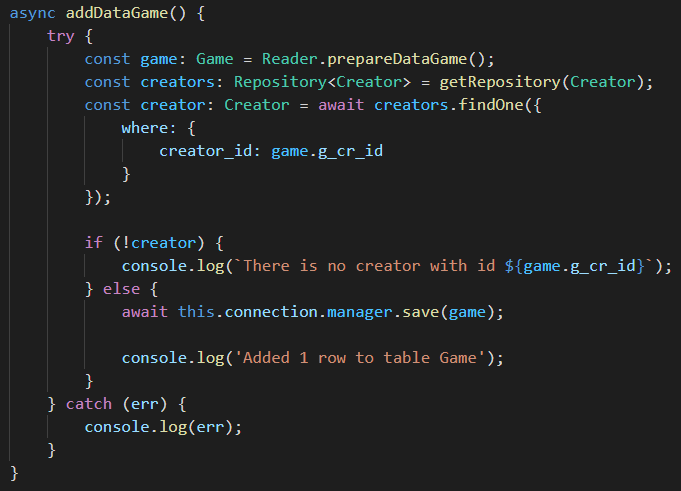 async addDataGame() {
    try {
        const game: Game = Reader.prepareDataGame();
        const creators: Repository<Creator> = getRepository(Creator);
        const creator: Creator = await creators.findOne({
            where: {
                creator_id: game.g_cr_id
            }
        });

        if (!creator) {
            console.log(`There is no creator with id ${game.g_cr_id}`);
        } else {
            await this.connection.manager.save(game);

            console.log('Added 1 row to table Game');
        }
    } catch (err) {
        console.log(err);
    }
}